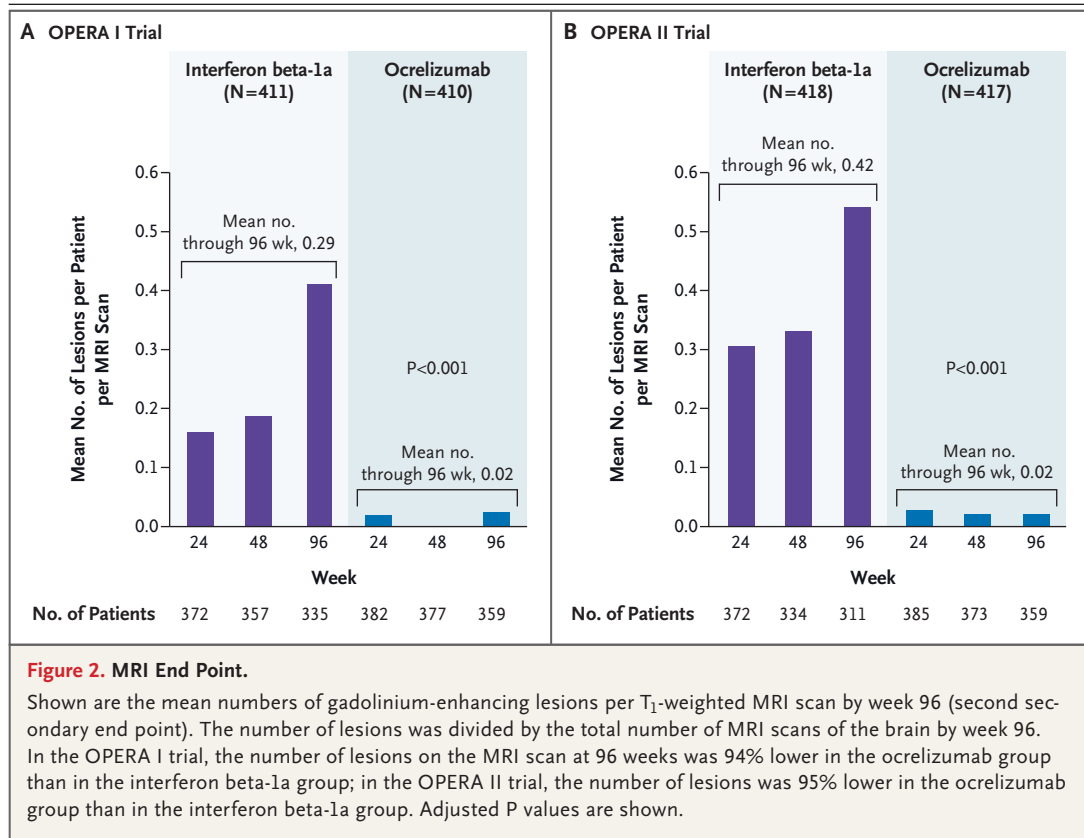 A OPERA I Trial
Interferon beta-1a
(N=411)
Ocrelizumab
(N=410)
Mean No. of Lesions per Patient
per MRI Scan
0.6
0.5
0.4
0.3
0.2
0.1
0.0
Mean no.
through 96 wk, 0.29
P<0.001
Mean no.
through 96 wk, 0.02
24 48 96 24 48 96
Week
No. of Patients 372 357 335 382 377 359
B OPERA II Trial
Interferon beta-1a
(N=418)
Ocrelizumab
(N=417)
Mean No. of Lesions per Patient
per MRI Scan
0.6
0.5
0.4
0.3
0.2
0.1
0.0
Mean no.
through 96 wk, 0.42
P<0.001
Mean no.
through 96 wk, 0.02
24 48 96 24 48 96
Week
No. of Patients 372 334 311 385 373 359
Figure 2. MRI End Point.
Shown are the mean numbers of gadolinium-enhancing lesions per T1-weighted MRI scan by week 96 (second sec-
ondary end point). The number of lesions was divided by the total number of MRI scans of the brain by week 96.
In the OPERA I trial, the number of lesions on the MRI scan at 96 weeks was 94% lower in the ocrelizumab group
than in the interferon beta-1a group; in the OPERA II trial, the number of lesions was 95% lower in the ocrelizumab
group than in the interferon beta-1a group. Adjusted P values are shown.